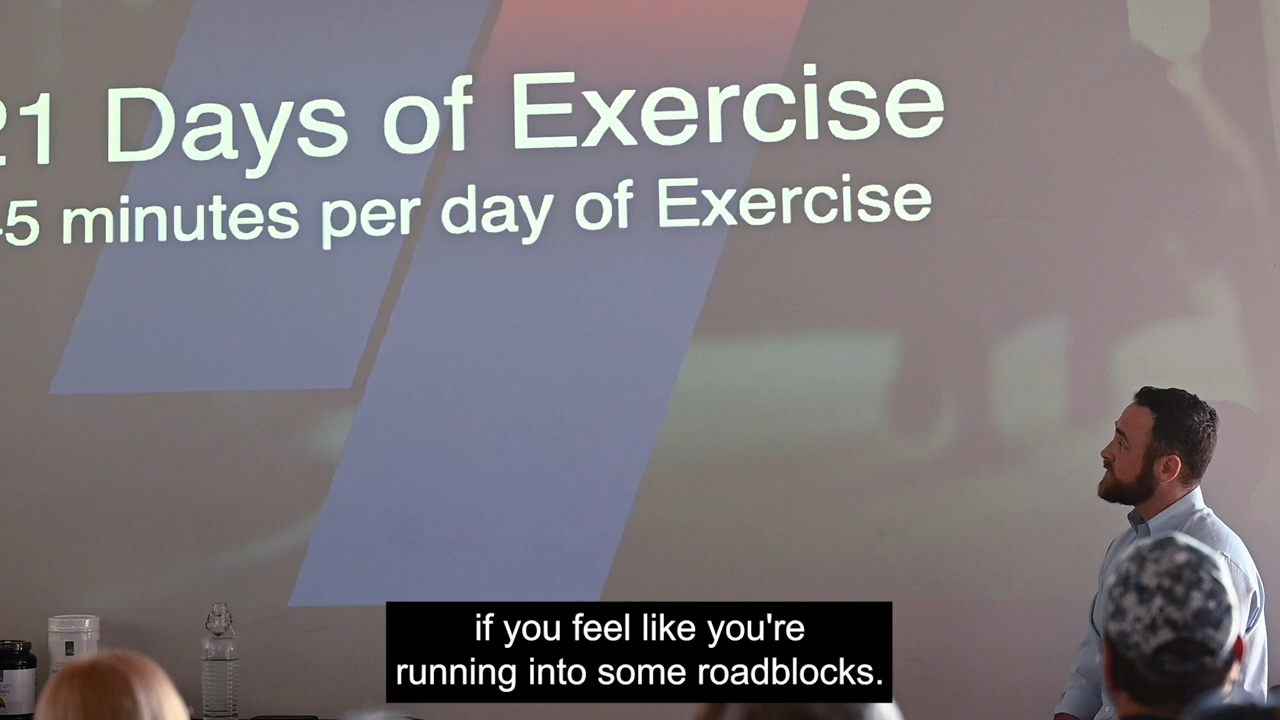 21 Days of Exercise
45 minutes per day of Exercise
if you feel like you're
running into some roadblocks.